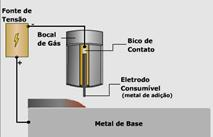 Fonte de
Tensão
Bocal
de Gás
Bico de
Contato
Eletrodo
Consumível
(metal de adição)
Metal de Base